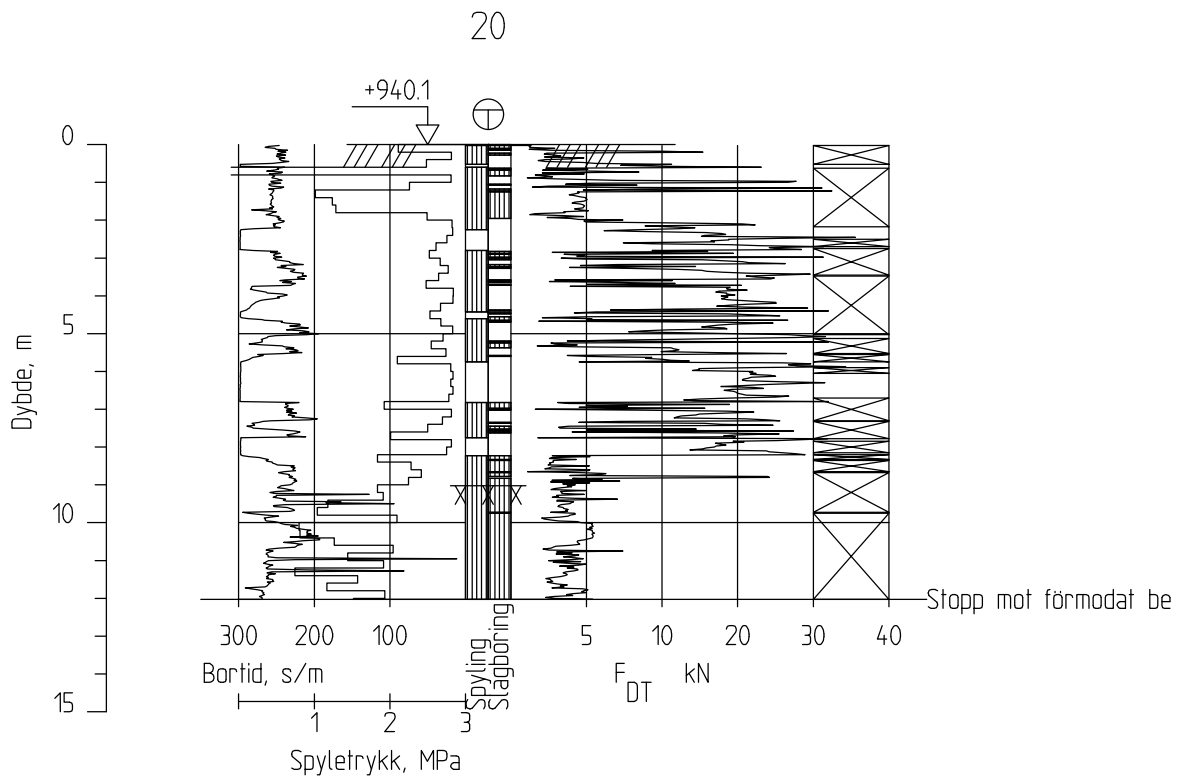 20
+940.1
0
5
10
15
Dybde, m
Stopp mot förmodat be
300 200 100
5 10 20 30 40
Bortid, s/m
Spyling
Slagboring
F DT kN
1 2 3
Spyletrykk, MPa